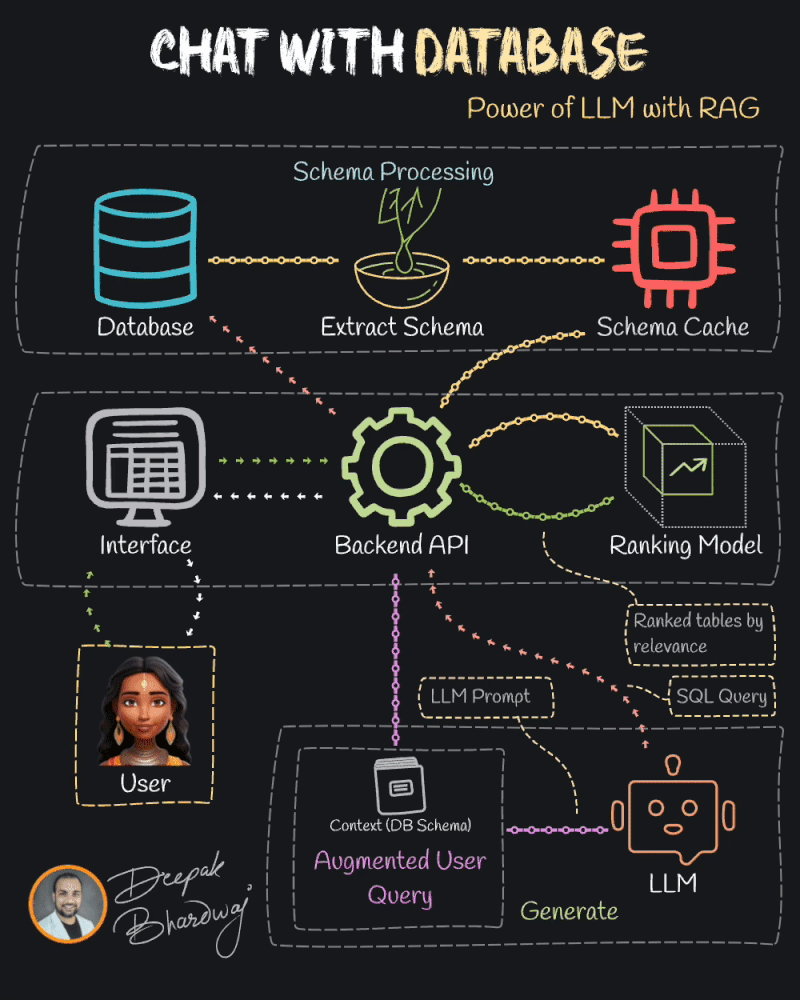 CHAT WITH DATABASE
Power of LLM with RAG
Schema Processing
Database
Extract Schema
Schema Cache
Interface
Backend API
Ranking Model
Ranked tables by
relevance
LLM Prompt
SQL Query
User
Context (DB Schema)
Augmented User
Query
LLM
Generate
Deepak
Bhardwaj